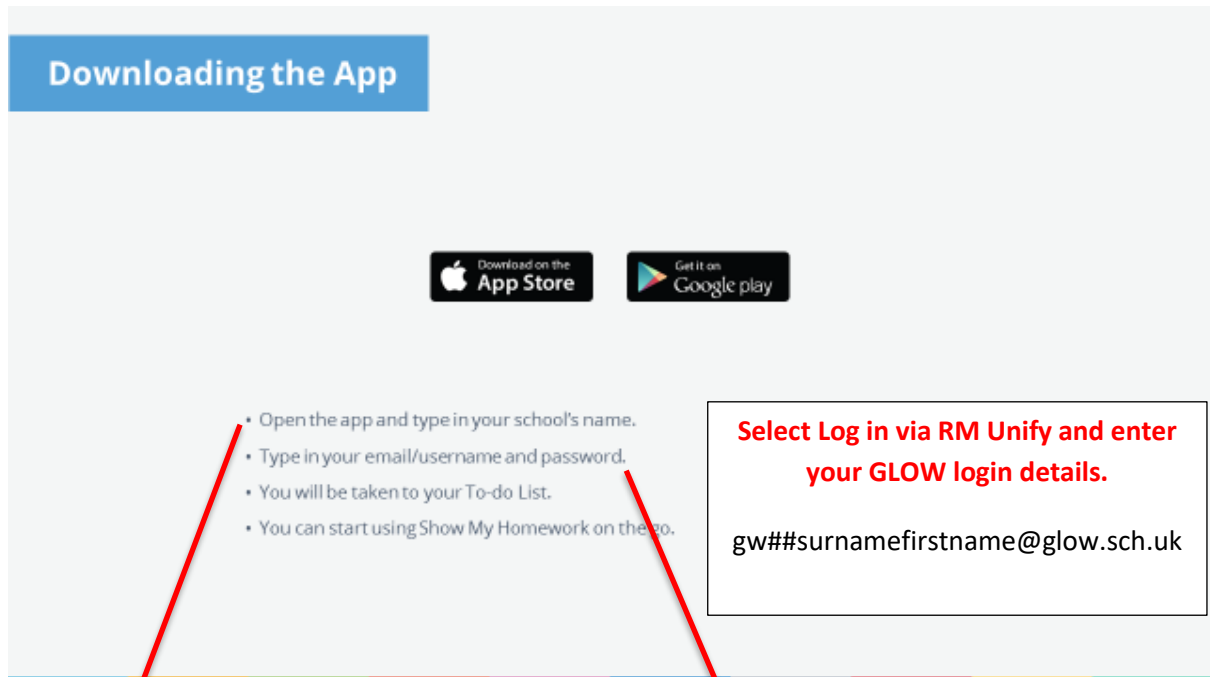 Downloading the App
Download on the
App Store
Get it on
Google play
• Open the app and type in your school's name.
• Type in your email/username and password.
• You will be taken to your To-do List.
• You can start using Show My Homework on the go.
Select Log in via RM Unify and enter
your GLOW login details.
gw##surnamefirstname@glow.sch.uk